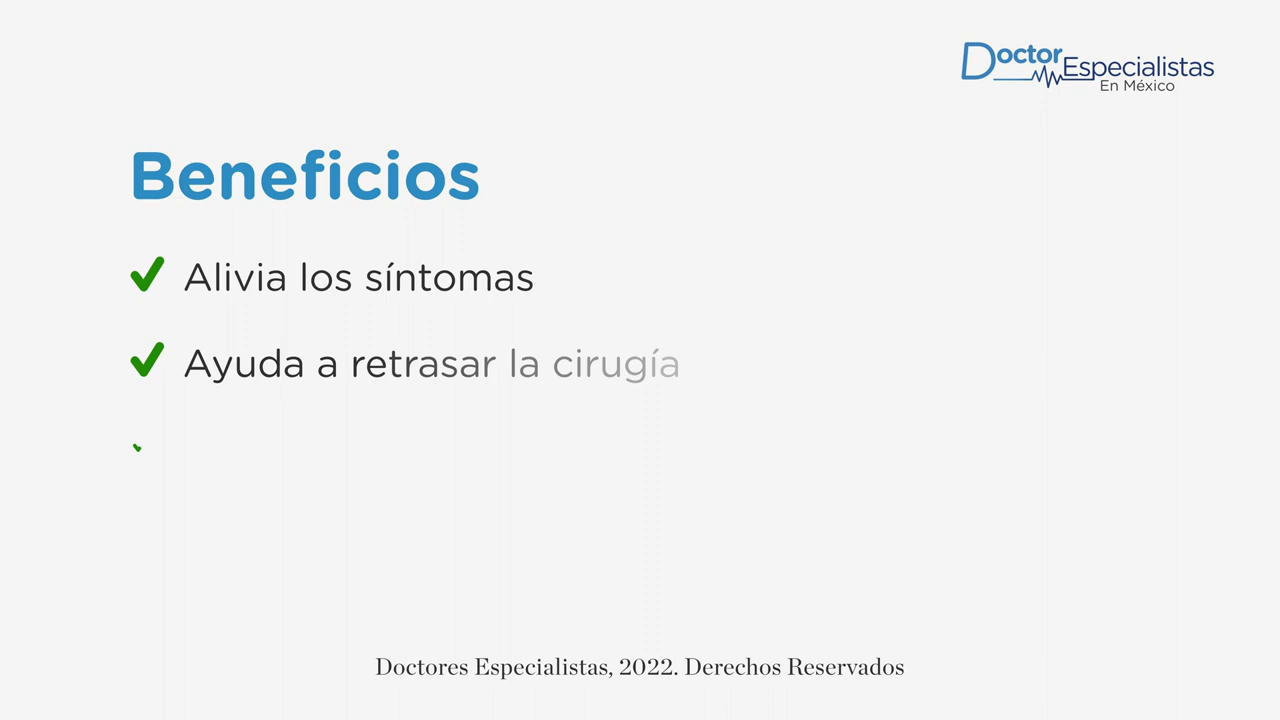 Doctor Especialistas
En México
Beneficios
Alivia los síntomas
Ayuda a retrasar la cirugía
Doctores Especialistas, 2022. Derechos Reservados